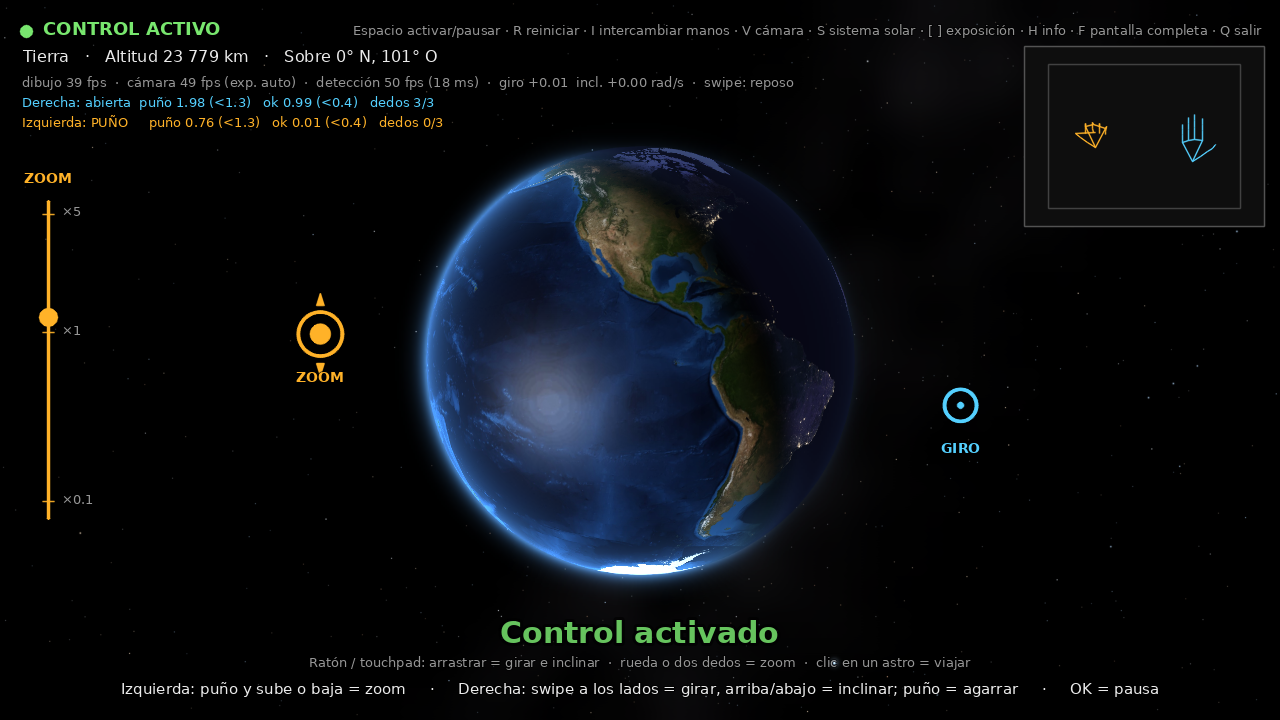 CONTROL ACTIVO
Espacio activar/pausar · R reiniciar · I intercambiar manos · V cámara · S sistema solar · [ ] exposición · H info · F pantalla completa · Q salir
Tierra · Altitud 23 779 km · Sobre 0° N, 101° O
dibujo 39 fps · cámara 49 fps (exp. auto) · detección 50 fps (18 ms) · giro +0.01 incl. +0.00 rad/s · swipe: reposo
Derecha: abierta puño 1.98 (<1.3) ok 0.99 (<0.4) dedos 3/3
Izquierda: PUÑO puño 0.76 (<1.3) ok 0.01 (<0.4) dedos 0/3
ZOOM
×5
×1
×0.1
ZOOM
GIRO
Control activado
Ratón / touchpad: arrastrar = girar e inclinar · rueda o dos dedos = zoom · clic en un astro = viajar
Izquierda: puño y sube o baja = zoom · Derecha: swipe a los lados = girar, arriba/abajo = inclinar; puño = agarrar · OK = pausa